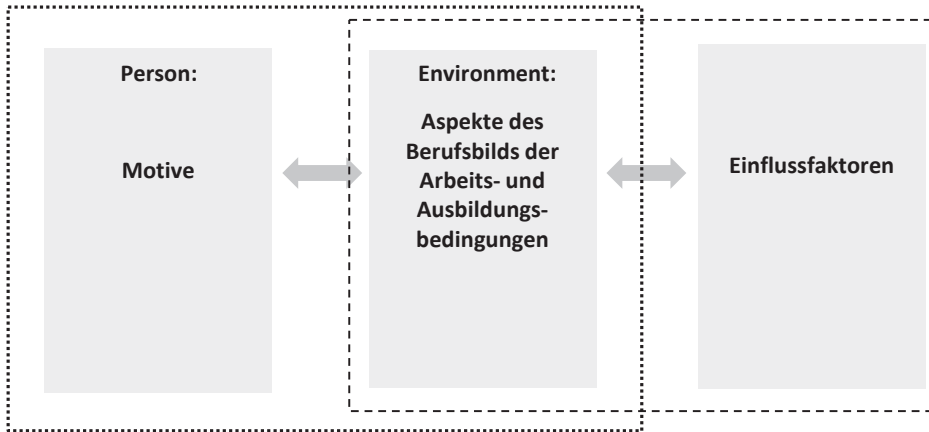 Person:
Motive
Environment:
Aspekte des
Berufsbilds der
Arbeits- und
Ausbildungs-
bedingungen
Einflussfaktoren